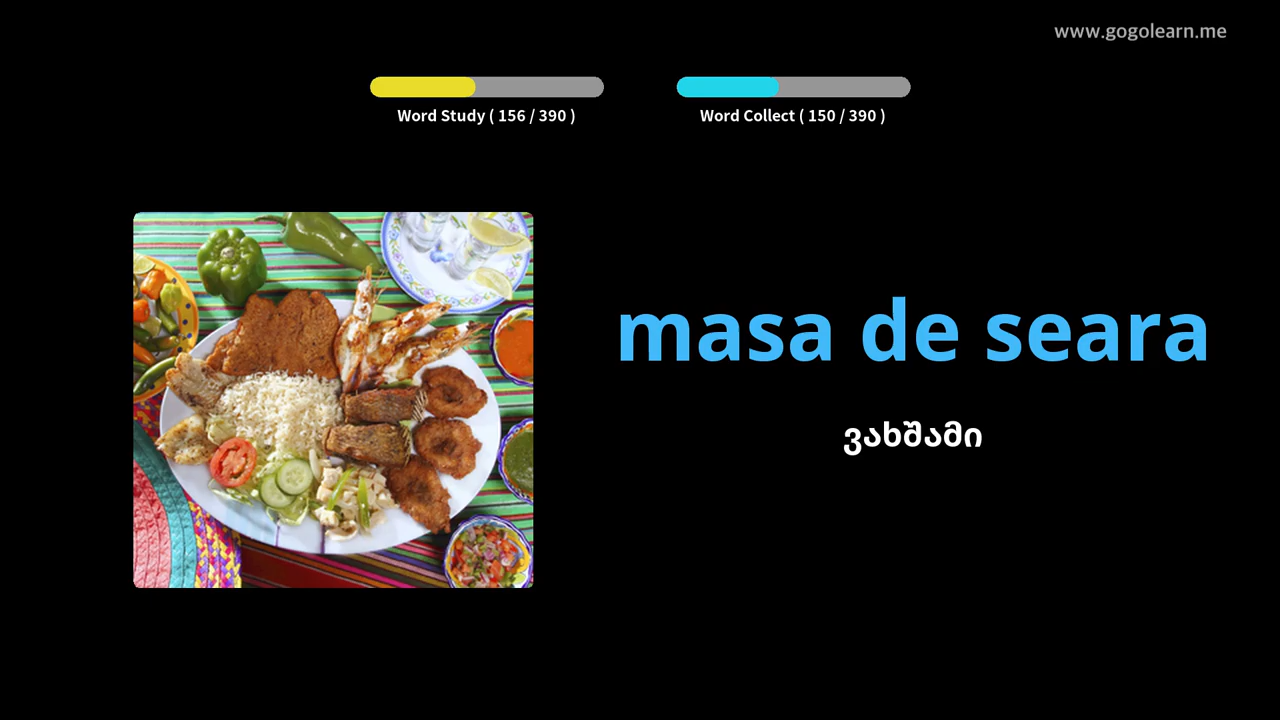 www.gogolearn.me
Word Study ( 156 / 390 )
Word Collect ( 150 / 390 )
masa de seara
ვახშამი